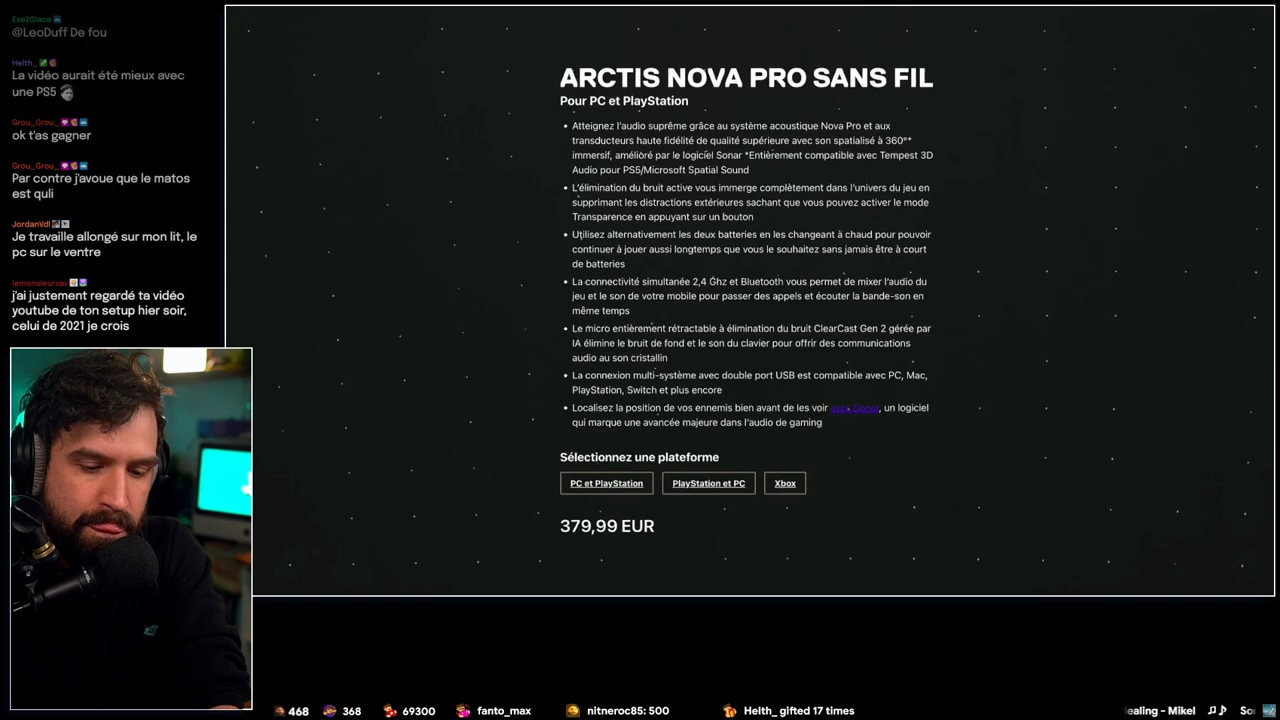 Exe2Glace
@LeoDuff De fou
Helth_
La vidéo aurait été mieux avec
une PS5
Grou_Grou_
ok t'as gagner
Grou_Grou_
Par contre j'avoue que le matos
est quli
JordanVdl
Je travaille allongé sur mon lit, le
pc sur le ventre
lemonsieurxav
j'ai justement regardé ta vidéo
youtube de ton setup hier soir,
celui de 2021 je crois
ARCTIS NOVA PRO SANS FIL
Pour PC et PlayStation
• Atteignez l'audio suprême grâce au système acoustique Nova Pro et aux
transducteurs haute fidélité de qualité supérieure avec son spatialisé à 360°*
immersif, amélioré par le logiciel Sonar *Entièrement compatible avec Tempest 3D
Audio pour PS5/Microsoft Spatial Sound
• L'élimination du bruit active vous immerge complètement dans l'univers du jeu en
supprimant les distractions extérieures sachant que vous pouvez activer le mode
Transparence en appuyant sur un bouton
• Utilisez alternativement les deux batteries en les changeant à chaud pour pouvoir
continuer à jouer aussi longtemps que vous le souhaitez sans jamais être à court
de batteries
• La connectivité simultanée 2,4 Ghz et Bluetooth vous permet de mixer l'audio du
jeu et le son de votre mobile pour passer des appels et écouter la bande-son en
même temps
• Le micro entièrement rétractable à élimination du bruit ClearCast Gen 2 gérée par
IA élimine le bruit de fond et le son du clavier pour offrir des communications
audio au son cristallin
• La connexion multi-système avec double port USB est compatible avec PC, Mac,
PlayStation, Switch et plus encore
• Localisez la position de vos ennemis bien avant de les voir avec Sonar, un logiciel
qui marque une avancée majeure dans l'audio de gaming
Sélectionnez une plateforme
PC et PlayStation
PlayStation et PC
Xbox
379,99 EUR
468
368
69300
fanto_max
nitneroc85: 500
Helth_ gifted 17 times
ealing - Mikel